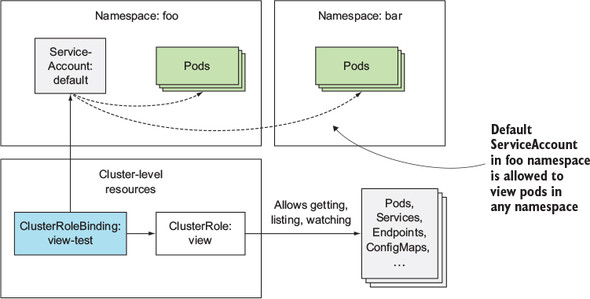 Namespace: foo
Namespace: bar
Service-
Account:
default
Pods
Pods
Default
ServiceAccount
in foo namespace
is allowed to
view pods in
any namespace
Cluster-level
resources
ClusterRoleBinding:
view-test
ClusterRole:
view
Allows getting,
listing, watching
Pods,
Services,
Endpoints,
ConfigMaps,
…